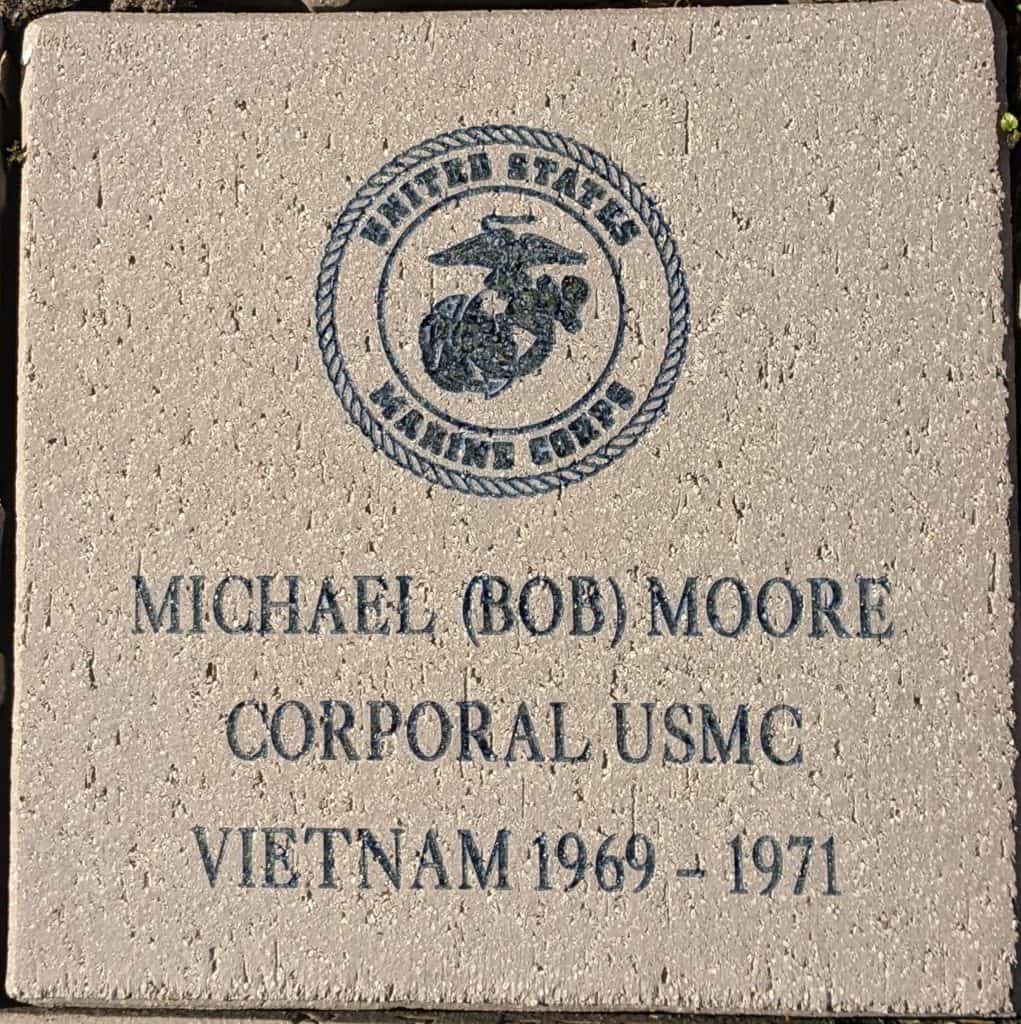 UNITED STATES
MARINE CORPS
MICHAEL (BOB) MOORE
CORPORAL USMC
VIETNAM 1969 – 1971